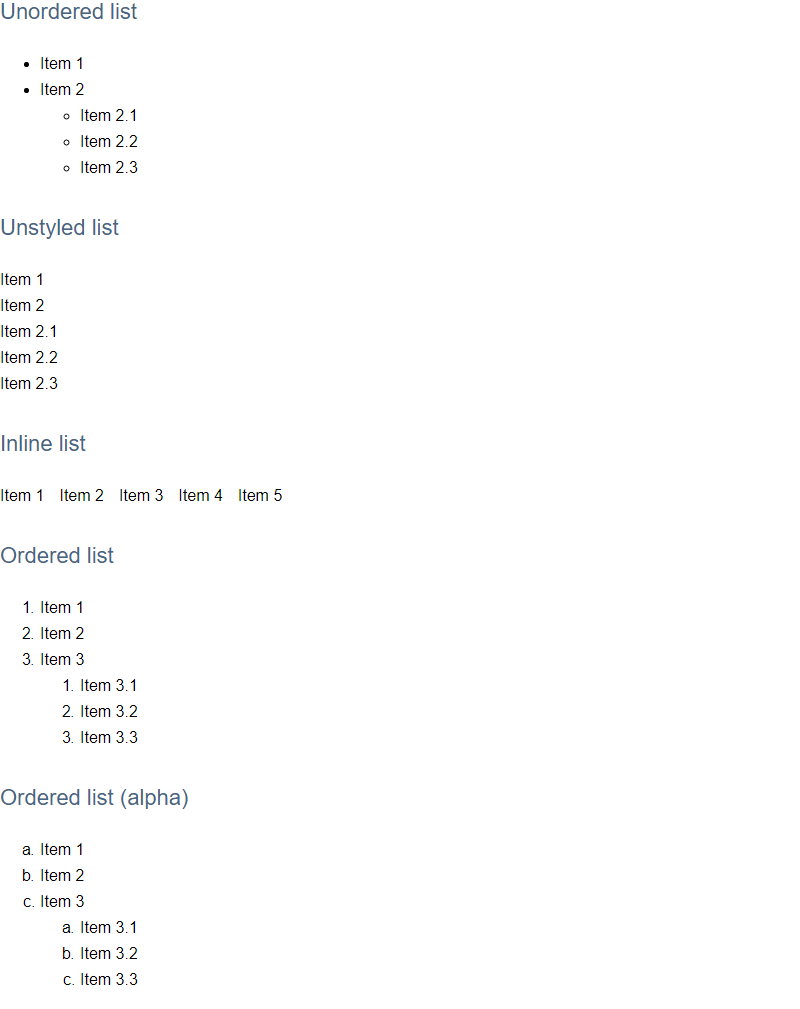 Unordered list
• Item 1
• Item 2
◦ Item 2.1
◦ Item 2.2
◦ Item 2.3
Unstyled list
Item 1
Item 2
Item 2.1
Item 2.2
Item 2.3
Inline list
Item 1 Item 2 Item 3 Item 4 Item 5
Ordered list
1. Item 1
2. Item 2
3. Item 3
1. Item 3.1
2. Item 3.2
3. Item 3.3
Ordered list (alpha)
a. Item 1
b. Item 2
c. Item 3
a. Item 3.1
b. Item 3.2
c. Item 3.3